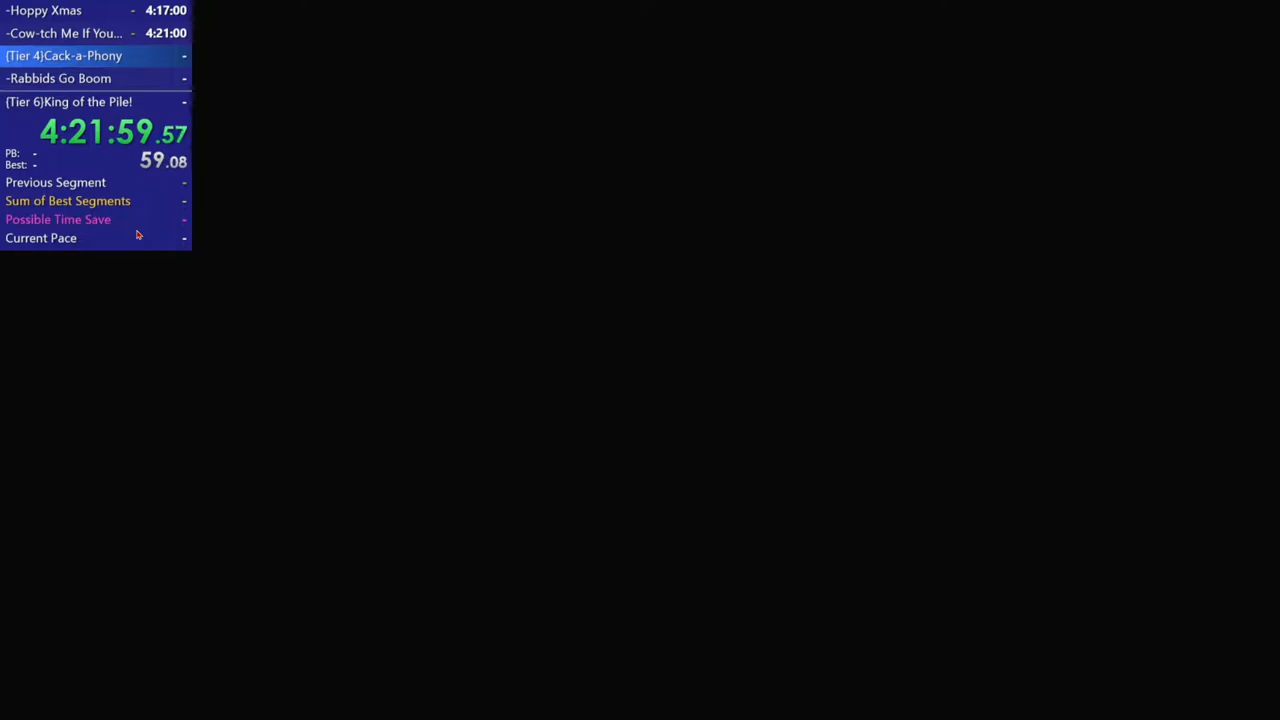 -Hoppy Xmas - 4:17:00
-Cow-tch Me If You... - 4:21:00
{Tier 4}Cack-a-Phony -
-Rabbids Go Boom -
{Tier 6}King of the Pile! -
4:21:59.57
PB: -
Best: - 59.08
Previous Segment -
Sum of Best Segments -
Possible Time Save -
Current Pace -